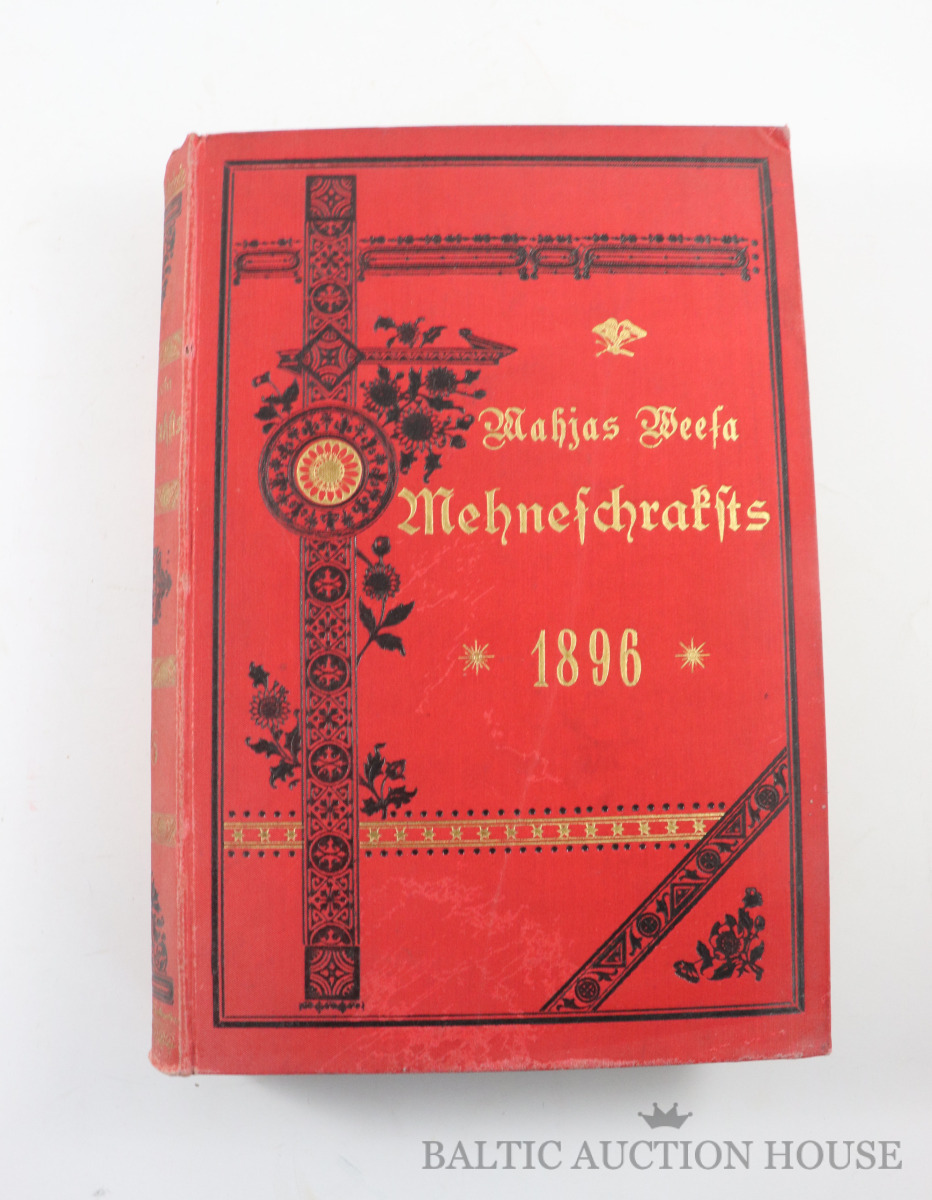 Mahjas Weeſa
Mehneſchrakſts
1896
BALTIC AUCTION HOUSE